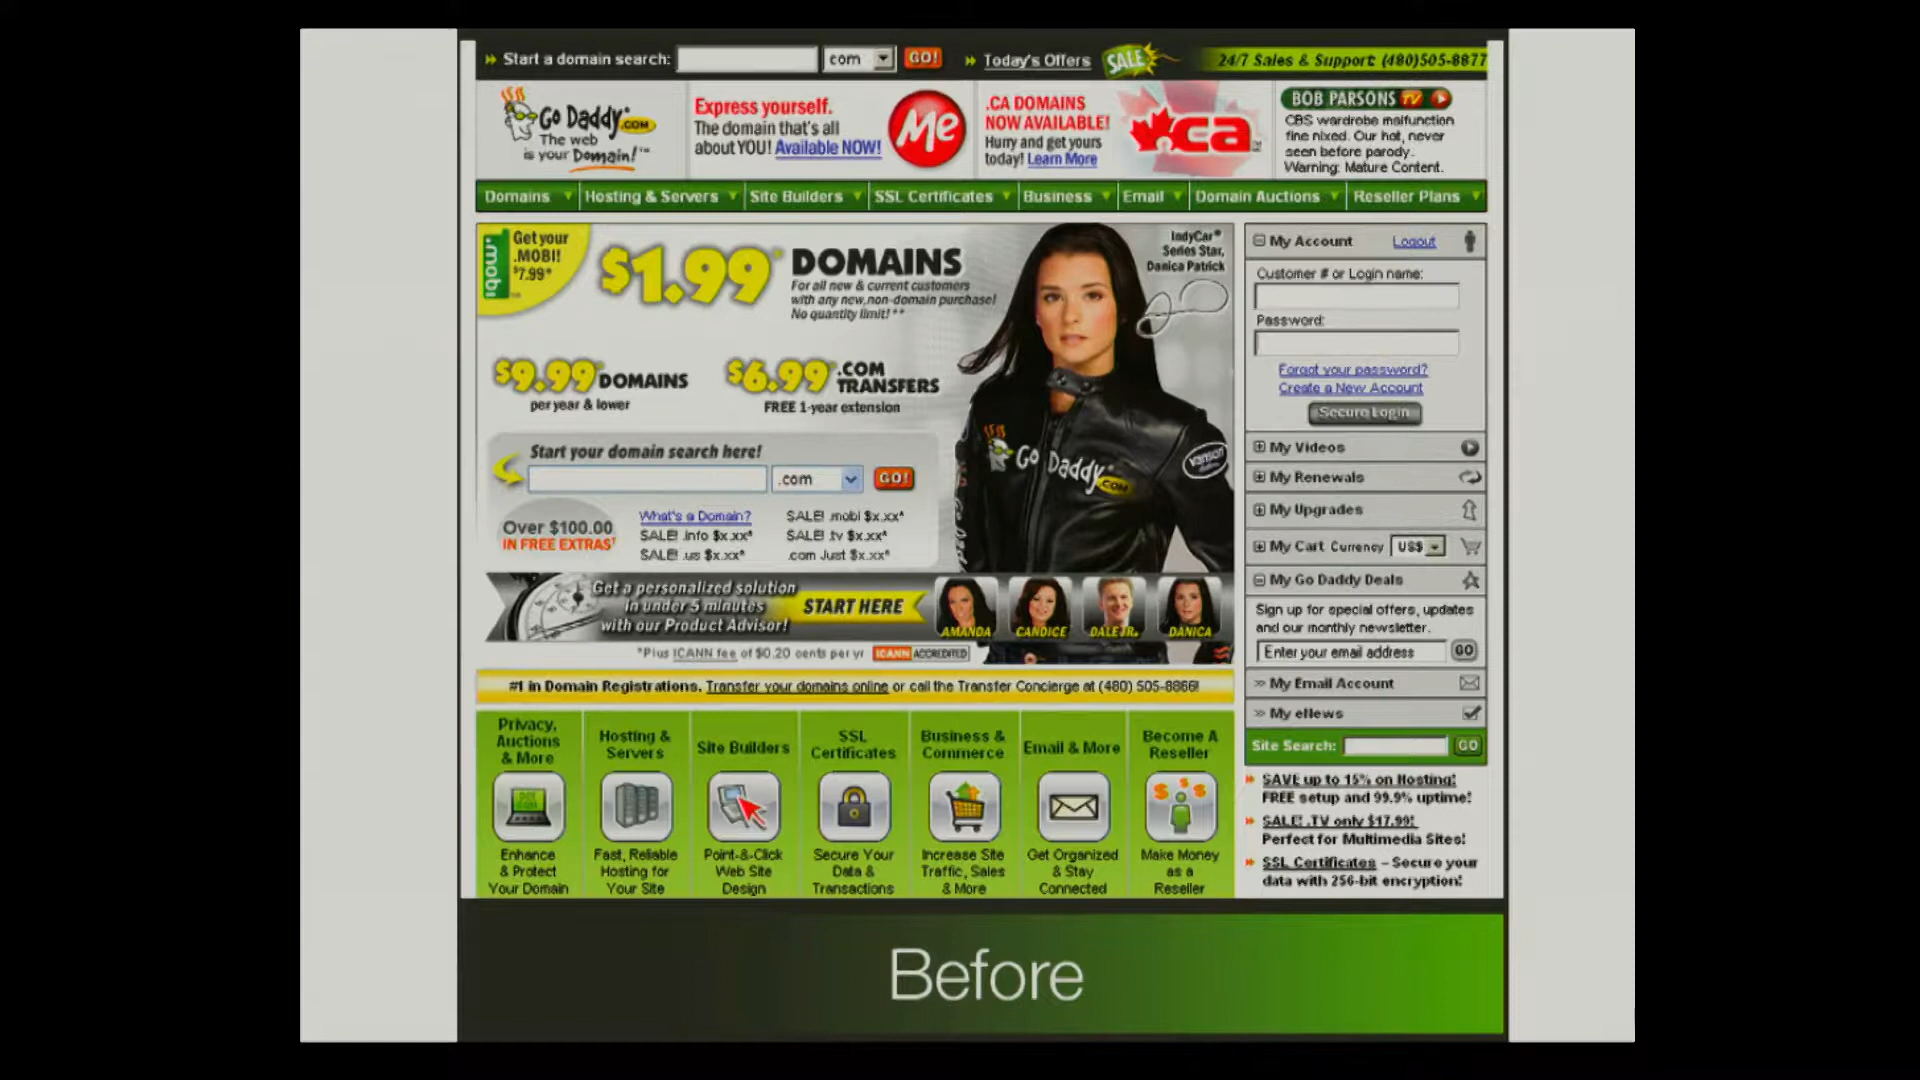 Start a domain search:
com
GO!
Today's Offers
SALE
24/7 Sales & Support: (480)505-8877
Go Daddy.COM
The web
is your Domain!™
Express yourself.
The domain that's all
about YOU! Available NOW!
Me
.CA DOMAINS
NOW AVAILABLE!
Hurry and get yours
today! Learn More
.ca
BOB PARSONS TV
CBS wardrobe malfunction
fine nixed. Our hot, never
seen before parody.
Warning: Mature Content.
Domains
Hosting & Servers
Site Builders
SSL Certificates
Business
Email
Domain Auctions
Reseller Plans
.mobi
Get your
.MOBI!
$7.99*
$1.99*
DOMAINS
For all new & current customers
with any new, non-domain purchase!
No quantity limit!**
IndyCar®
Series Star,
Danica Patrick
$9.99* DOMAINS
per year & lower
$6.99* .COM
TRANSFERS
FREE 1-year extension
Start your domain search here!
.com
GO!
Over $100.00
IN FREE EXTRAS†
What's a Domain?
SALE! .info $x.xx*
SALE! .us $x.xx*
SALE! .mobi $x.xx*
SALE! .tv $x.xx*
.com Just $x.xx*
Go Daddy.COM
Get a personalized solution
in under 5 minutes
with our Product Advisor!
START HERE
AMANDA
CANDICE
DALE JR.
DANICA
*Plus ICANN fee of $0.20 cents per yr
ICANN ACCREDITED
#1 in Domain Registrations. Transfer your domains online or call the Transfer Concierge at (480) 505-8866!
Privacy,
Auctions
& More
Enhance
& Protect
Your Domain
Hosting &
Servers
Fast, Reliable
Hosting for
Your Site
Site Builders
Point-&-Click
Web Site
Design
SSL
Certificates
Secure Your
Data &
Transactions
Business &
Commerce
Increase Site
Traffic, Sales
& More
Email & More
Get Organized
& Stay
Connected
Become A
Reseller
Make Money
as a
Reseller
My Account
Logout
Customer # or Login name:
Password:
Forgot your password?
Create a New Account
Secure Login
My Videos
My Renewals
My Upgrades
My Cart Currency US$
My Go Daddy Deals
Sign up for special offers, updates
and our monthly newsletter.
Enter your email address
GO
My Email Account
My eNews
Site Search:
GO
SAVE up to 15% on Hosting!
FREE setup and 99.9% uptime!
SALE! .TV only $17.99!
Perfect for Multimedia Sites!
SSL Certificates – Secure your
data with 256-bit encryption!
Before